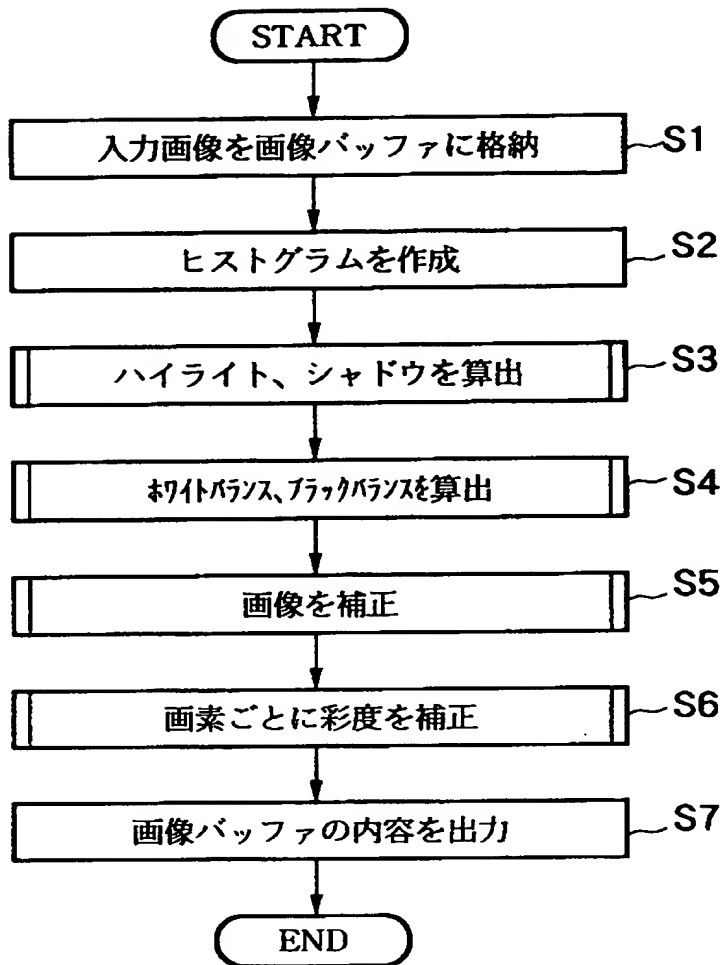 START
入力画像を画像バッファに格納 S1
ヒストグラムを作成 S2
ハイライト、シャドウを算出 S3
ホワイトバランス、ブラックバランスを算出 S4
画像を補正 S5
画素ごとに彩度を補正 S6
画像バッファの内容を出力 S7
END